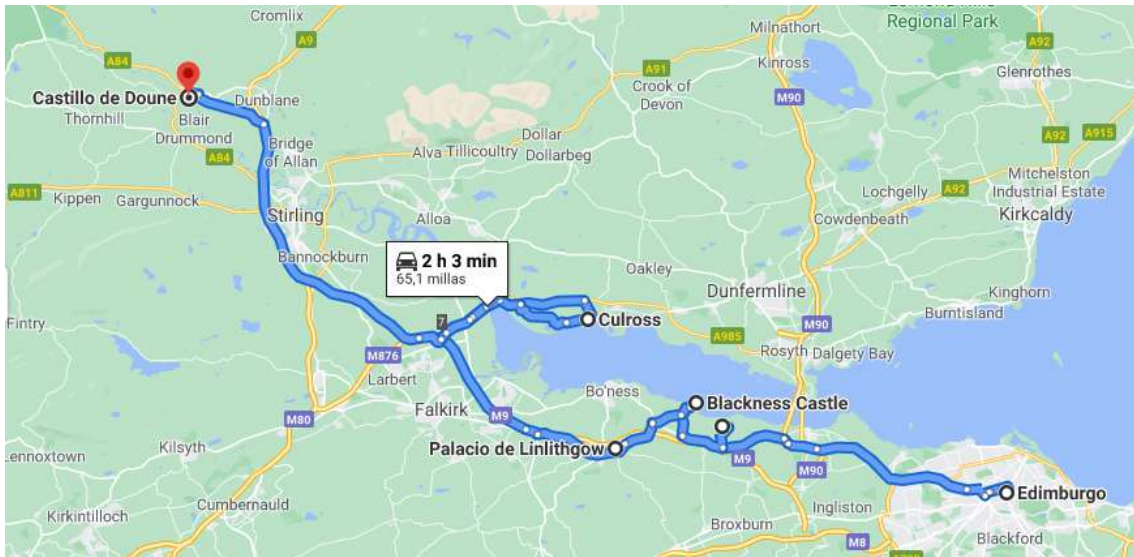 Cromlix
Milnathort
Regional Park
A9
A92
A84
A91
Kinross
Glenrothes
Castillo de Doune
Dunblane
Crook of
Devon
M90
Thornhill
Blair
Drummond
Bridge
of Allan
Dollar
A92
A915
A84
Alva
Tillicoultry
Dollarbeg
Mitchelston
Industrial Estate
A811
Kippen
Gargunnock
Lochgelly
A92
Stirling
Alloa
Cowdenbeath
Kirkcaldy
Bannockburn
2 h 3 min
65,1 millas
Oakley
Dunfermline
Kinghorn
Fintry
7
Culross
M90
Burntisland
A985
M876
Rosyth
Dalgety Bay
Larbert
Bo'ness
Falkirk
M9
Blackness Castle
M80
Kilsyth
Palacio de Linlithgow
M9
M90
Lennoxtown
Edimburgo
Cumbernauld
Ingliston
Kirkintilloch
Broxburn
M8
Blackford